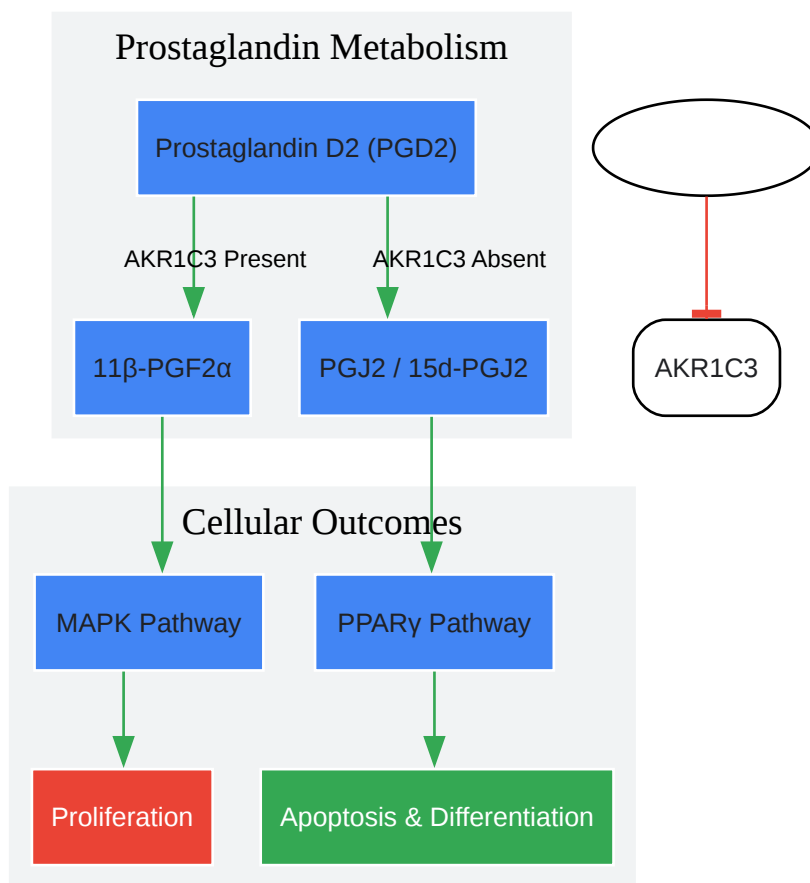 Prostaglandin Metabolism
Prostaglandin D2 (PGD2)
AKR1C3 Present
AKR1C3 Absent
11β-PGF2α
PGJ2 / 15d-PGJ2
AKR1C3
Cellular Outcomes
MAPK Pathway
PPARγ Pathway
Proliferation
Apoptosis & Differentiation